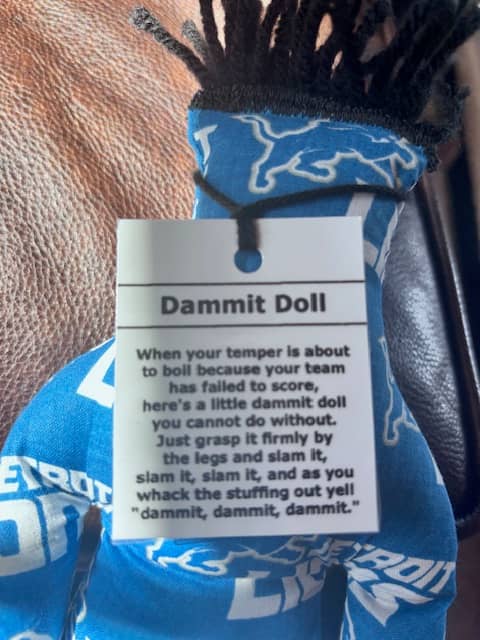 Dammit Doll
When your temper is about
to boil because your team
has failed to score,
here's a little dammit doll
you cannot do without.
Just grasp it firmly by
the legs and slam it,
slam it, slam it, and as you
whack the stuffing out yell
"dammit, dammit, dammit."
DETROIT
LIONS